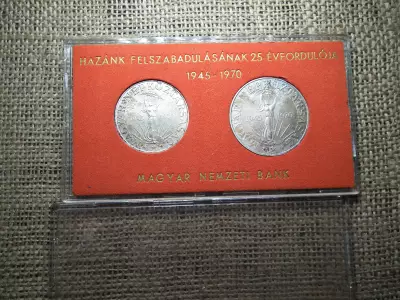 HAZÁNK FELSZABADULÁSÁNAK 25 ÉVFORDULÓJA
1945-1970
MAGYAR NEMZETI BANK